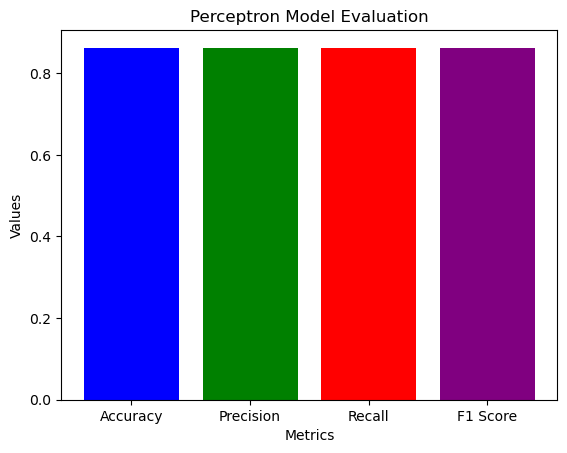 Perceptron Model Evaluation
Values
0.8
0.6
0.4
0.2
0.0
Accuracy Precision Recall F1 Score
Metrics